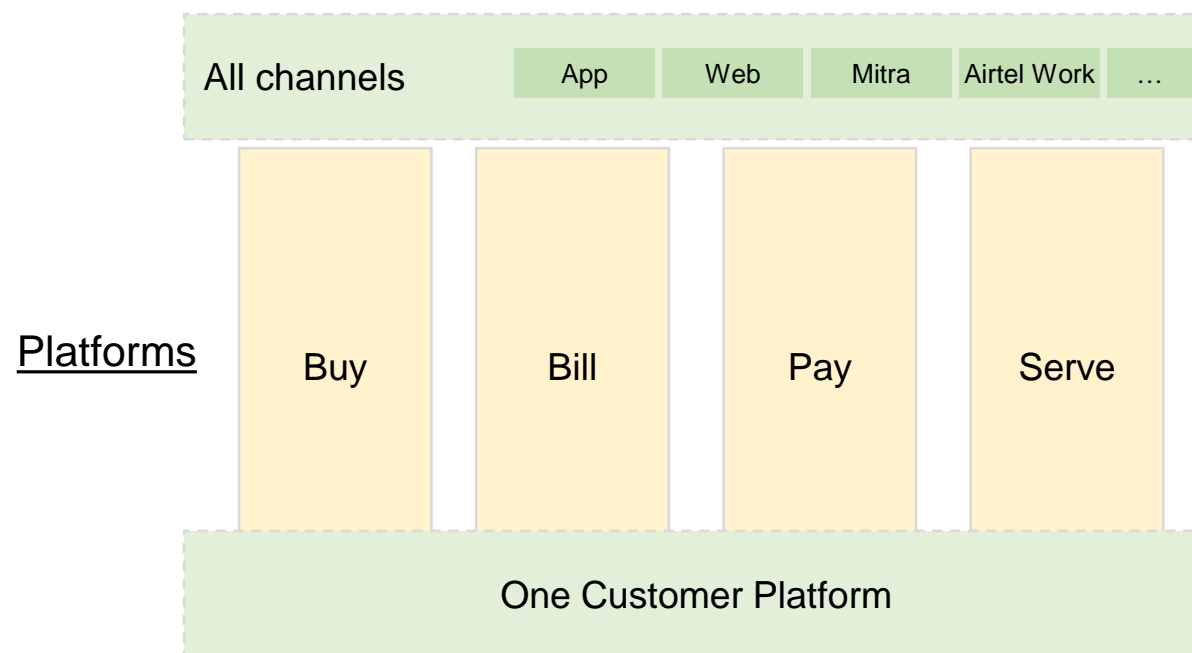 All channels
App
Web
Mitra
Airtel Work
…
Platforms
Buy
Bill
Pay
Serve
One Customer Platform